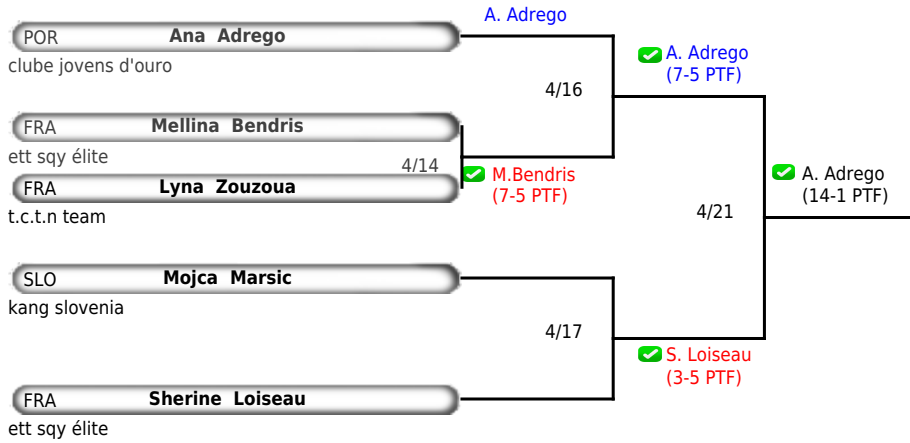 A. Adrego
POR Ana Adrego
clube jovens d'ouro
4/16
A. Adrego
(7-5 PTF)
FRA Mellina Bendris
ett sqy élite
4/14
M.Bendris
(7-5 PTF)
FRA Lyna Zouzoua
t.c.t.n team
A. Adrego
(14-1 PTF)
4/21
SLO Mojca Marsic
kang slovenia
4/17
S. Loiseau
(3-5 PTF)
FRA Sherine Loiseau
ett sqy élite